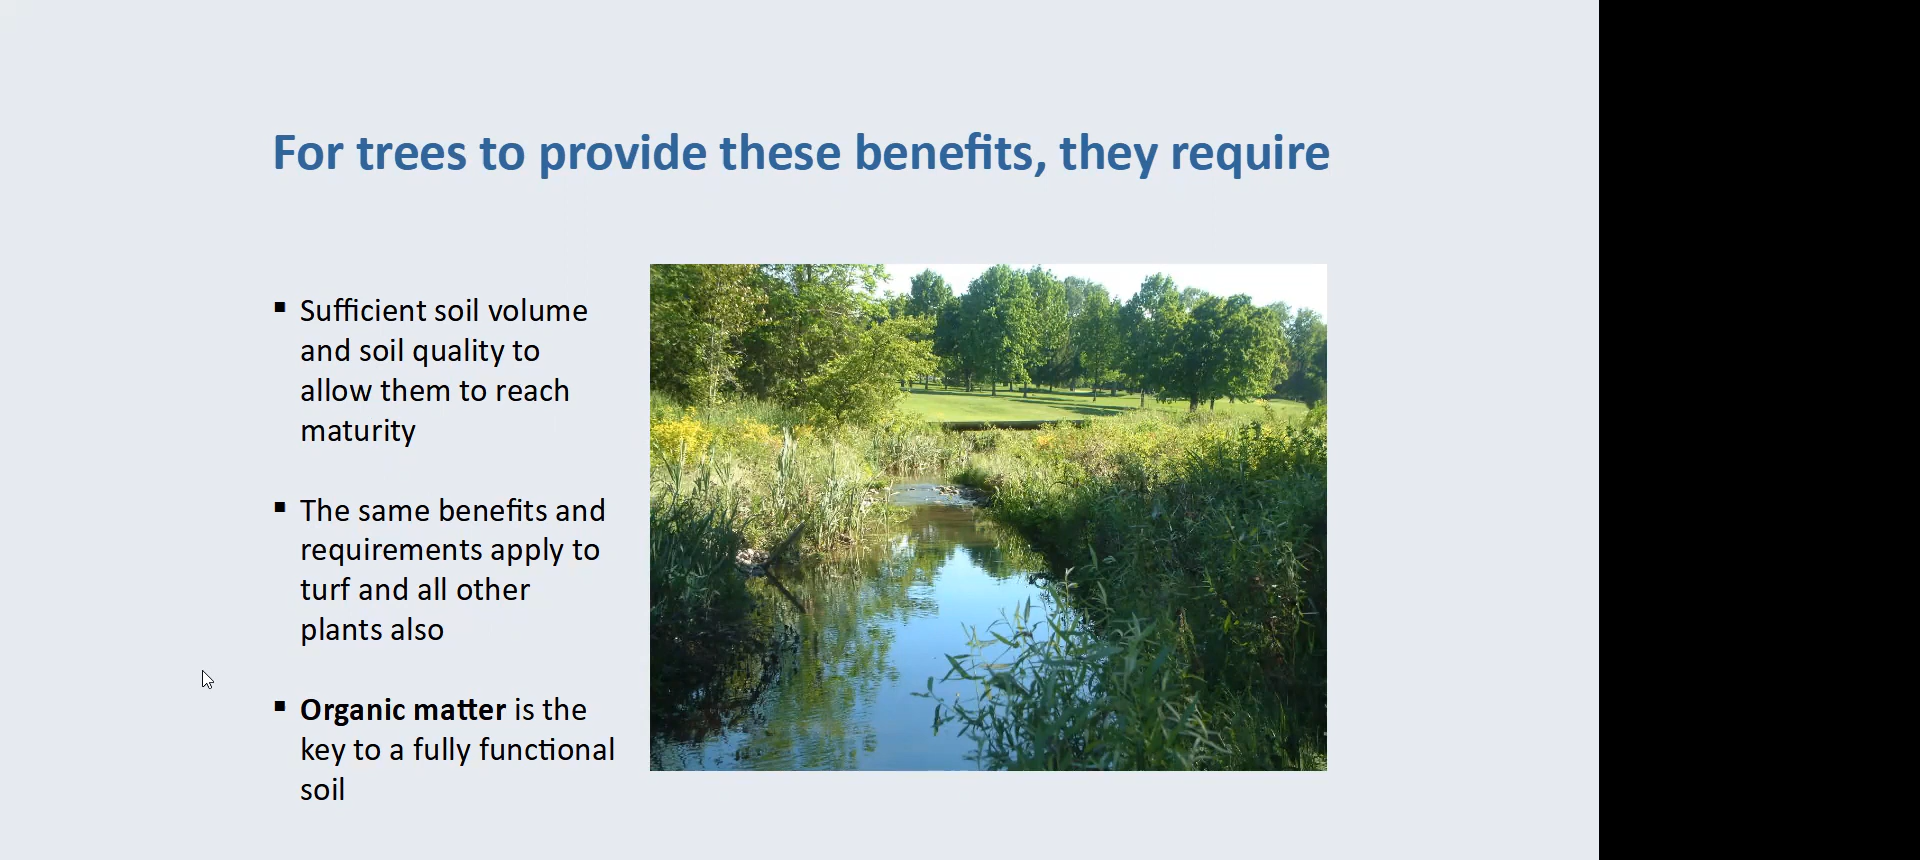 For trees to provide these benefits, they require
▪ Sufficient soil volume
and soil quality to
allow them to reach
maturity
▪ The same benefits and
requirements apply to
turf and all other
plants also
▪ Organic matter is the
key to a fully functional
soil